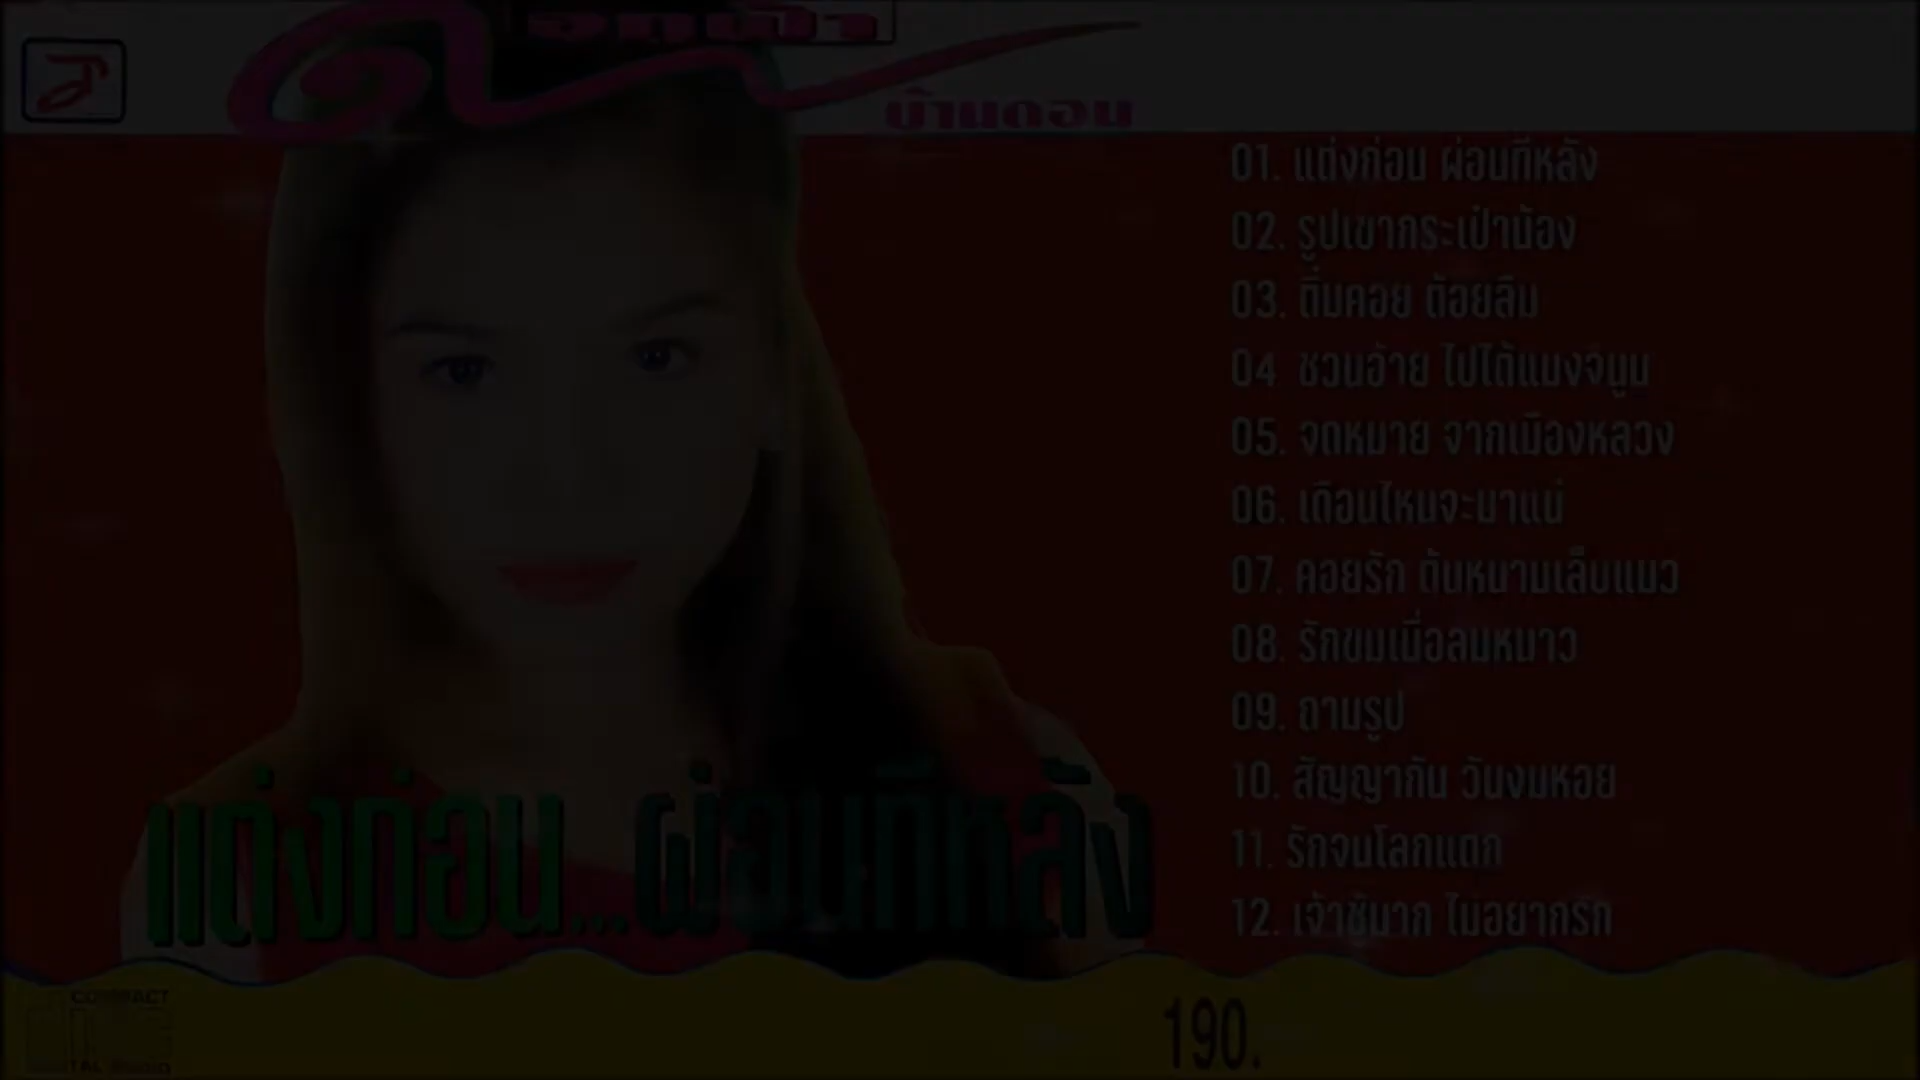 ดอกเอื้อ
บ้านดอน
01. แต่งก่อน ผ่อนทีหลัง
02. รูปเขากระเป๋าน้อง
03. ติ๋มคอย ต้อยลืม
04 ชวนอ้าย ไปไต้แมงจินูน
05. จดหมาย จากเมืองหลวง
06. เดือนไหนจะมาแน่
07. คอยรัก ต้นหนามเล็บแมว
08. รักขมเมื่อลมหนาว
09. ถามรูป
10. สัญญากัน วันงมหอย
11. รักจนโลกแตก
12. เจ้าชู้มาก ไม่อยากรัก
แต่งก่อน...ผ่อนทีหลัง
COMPACT
DIGITAL AUDIO
190.